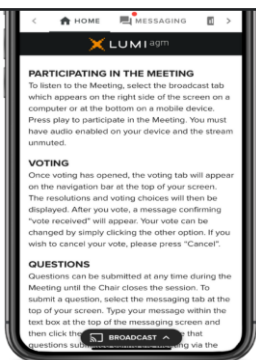 HOME MESSAGING
LUMI agm
PARTICIPATING IN THE MEETING
To listen to the Meeting, select the broadcast tab
which appears on the right side of the screen on a
computer or at the bottom on a mobile device.
Press play to participate in the Meeting. You must
have audio enabled on your device and the stream
unmuted.
VOTING
Once voting has opened, the voting tab will appear
on the navigation bar at the top of your screen.
The resolutions and voting choices will then be
displayed. After you vote, a message confirming
"vote received" will appear. Your vote can be
changed by simply clicking the other option. If you
wish to cancel your vote, please press "Cancel".
QUESTIONS
Questions can be submitted at any time during the
Meeting until the Chair closes the session. To
submit a question, select the messaging tab at the
top of your screen. Type your message within the
text box at the top of the messaging screen and
then click the that
BROADCAST
questions via the